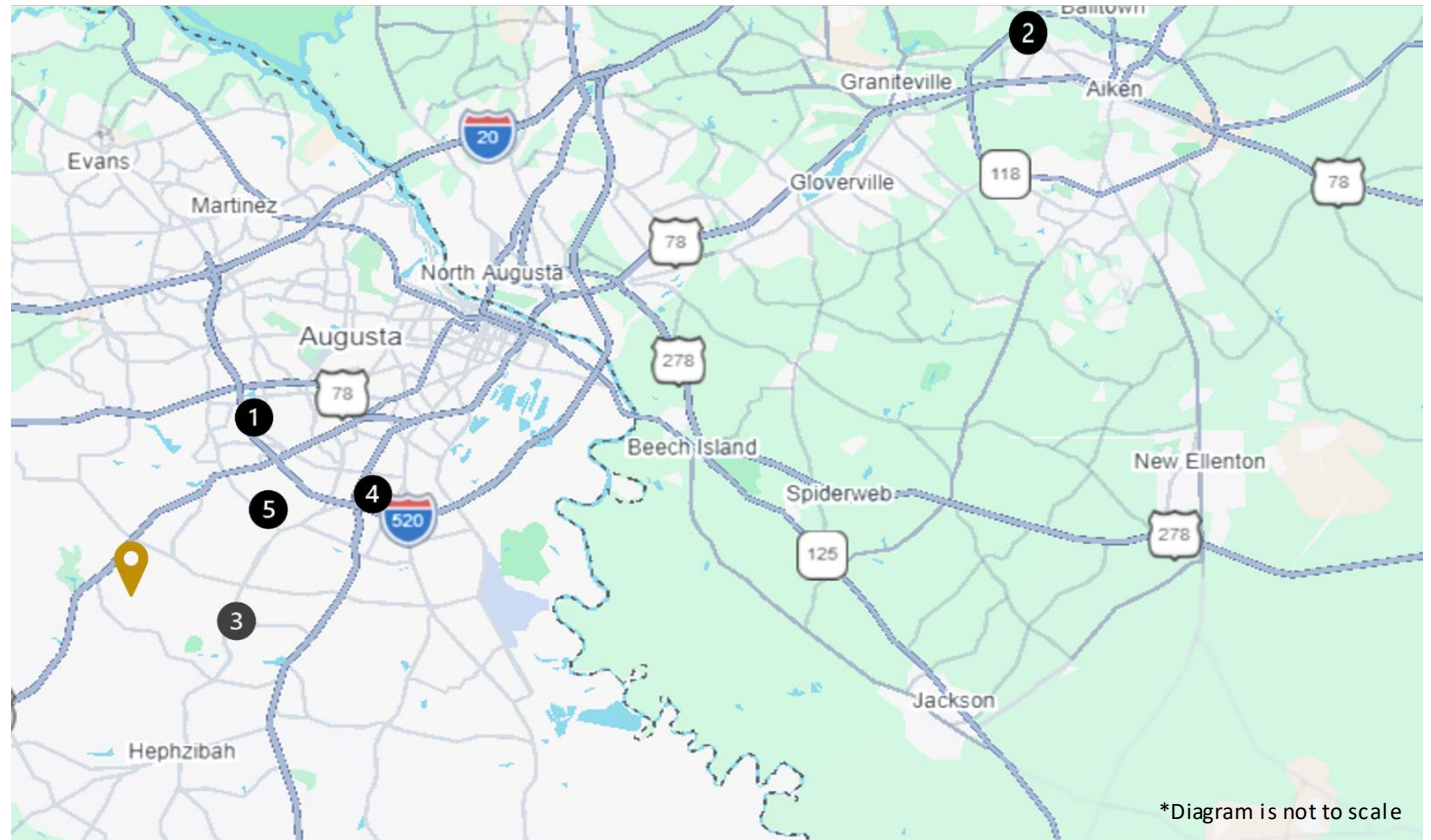 Balltown
2
Graniteville
Aiken
20
Evans
118
Gloverville
78
Martinez
78
North Augusta
Augusta
278
78
1
Beech Island
New Ellenton
4
Spiderweb
5
520
278
125
3
Jackson
Hephzibah
*Diagram is not to scale